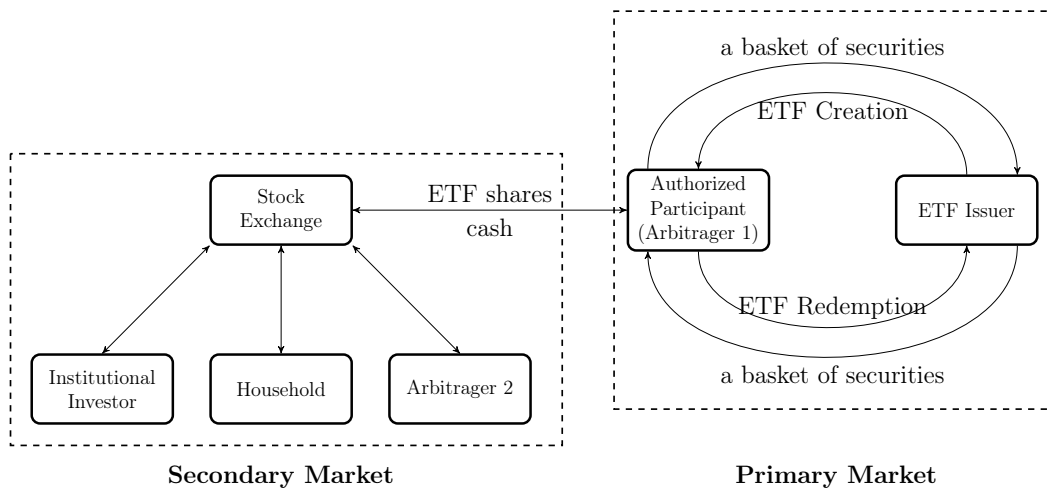 a basket of securities
ETF Creation
Authorized
Participant
(Arbitrager 1)
ETF Issuer
ETF Redemption
a basket of securities
Stock
Exchange
ETF shares
cash
Institutional
Investor
Household
Arbitrager 2
Secondary Market
Primary Market